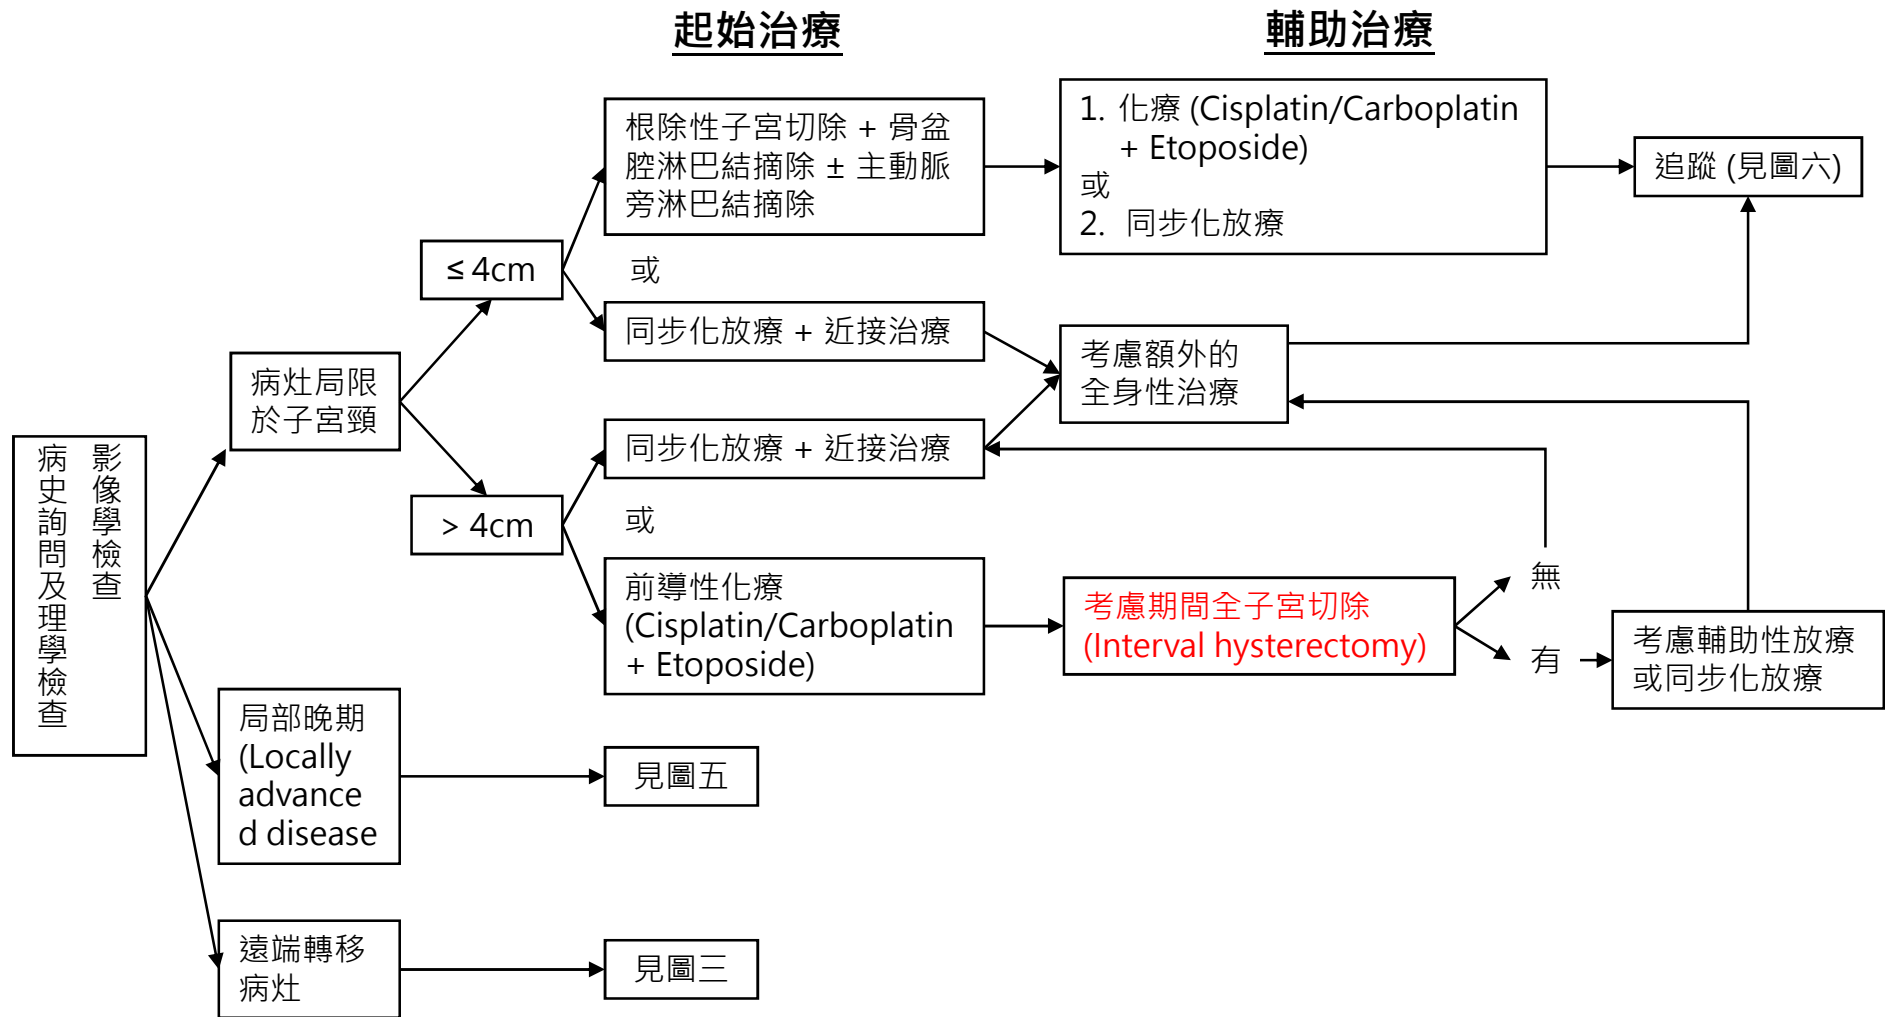 起始治療
輔助治療
根除性子宮切除 + 骨盆
腔淋巴結摘除 ± 主動脈
旁淋巴結摘除
1. 化療 (Cisplatin/Carboplatin
+ Etoposide)
或
2. 同步化放療
追蹤 (見圖六)
≤ 4cm
或
同步化放療 + 近接治療
考慮額外的
全身性治療
病灶局限
於子宮頸
同步化放療 + 近接治療
> 4cm
或
病史詢問及理學檢查
影像學檢查
前導性化療
(Cisplatin/Carboplatin
+ Etoposide)
考慮期間全子宮切除
(Interval hysterectomy)
無
有
考慮輔助性放療
或同步化放療
局部晚期
(Locally
advance
d disease
見圖五
遠端轉移
病灶
見圖三